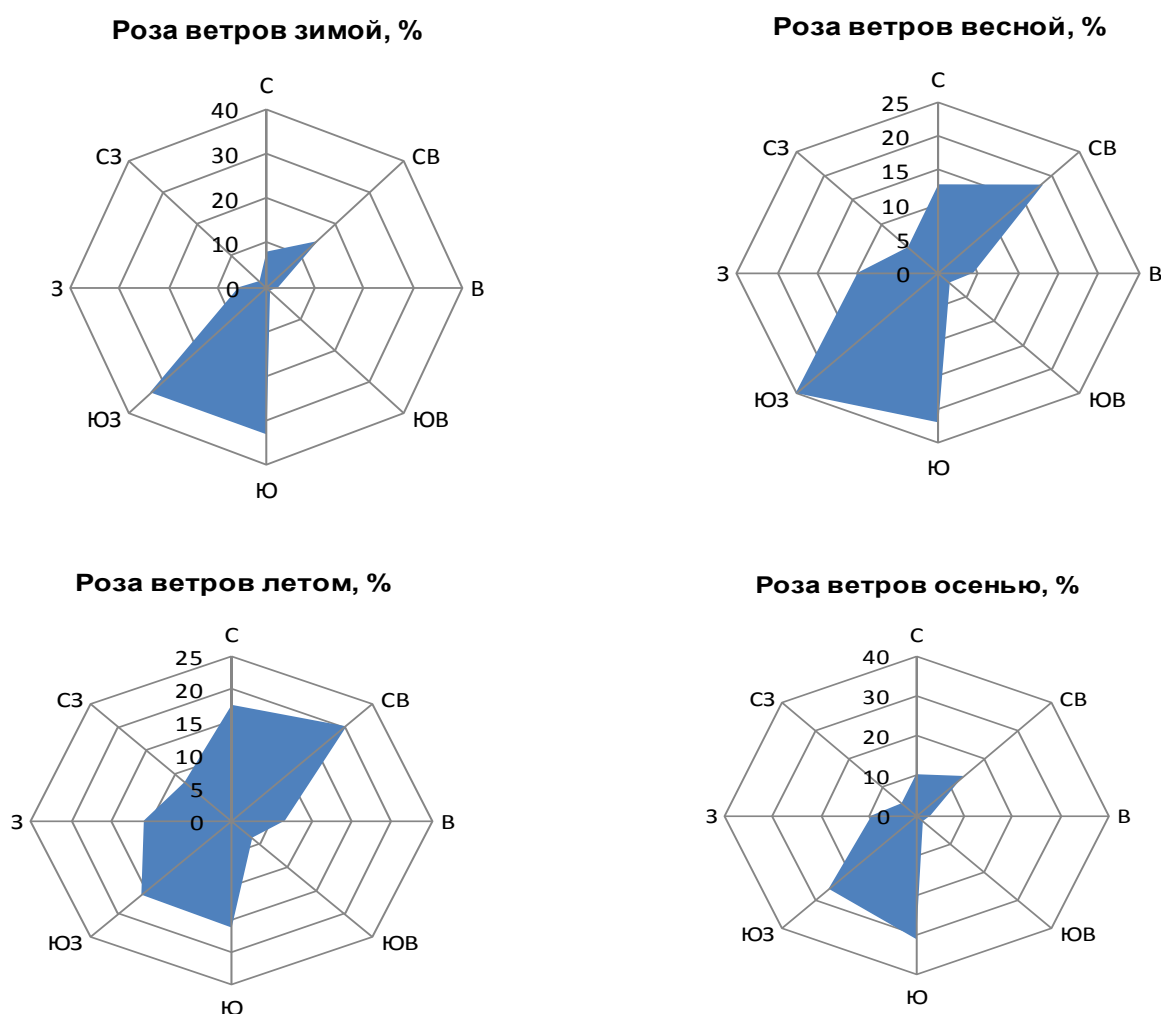 Роза ветров зимой, %
С
40
30
20
10
0
СВ
В
ЮВ
Ю
ЮЗ
З
СЗ
Роза ветров весной, %
С
25
20
15
10
5
0
СВ
В
ЮВ
Ю
ЮЗ
З
СЗ
Роза ветров летом, %
С
25
20
15
10
5
0
СВ
В
ЮВ
Ю
ЮЗ
З
СЗ
Роза ветров осенью, %
С
40
30
20
10
0
СВ
В
ЮВ
Ю
ЮЗ
З
СЗ